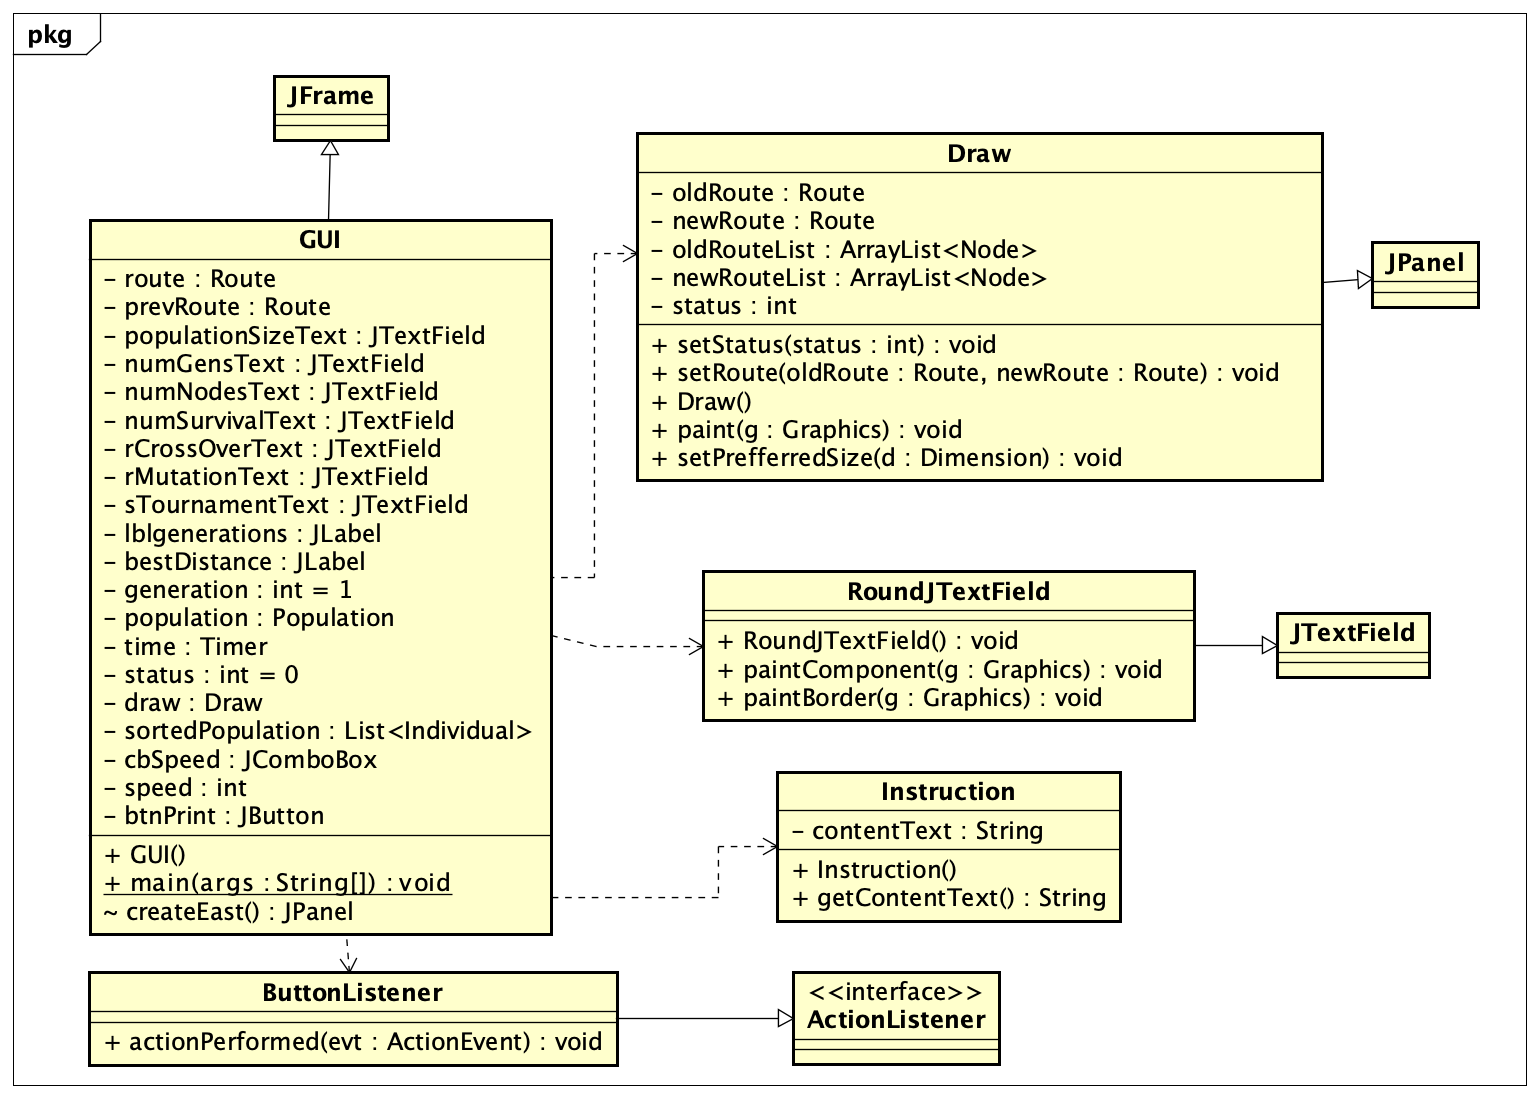 pkg
JFrame
GUI
- route : Route
- prevRoute : Route
- populationSizeText : JTextField
- numGensText : JTextField
- numNodesText : JTextField
- numSurvivalText : JTextField
- rCrossOverText : JTextField
- rMutationText : JTextField
- sTournamentText : JTextField
- lblgenerations : JLabel
- bestDistance : JLabel
- generation : int = 1
- population : Population
- time : Timer
- status : int = 0
- draw : Draw
- sortedPopulation : List<Individual>
- cbSpeed : JComboBox
- speed : int
- btnPrint : JButton
+ GUI()
+ main(args : String[]) : void
~ createEast() : JPanel
Draw
- oldRoute : Route
- newRoute : Route
- oldRouteList : ArrayList<Node>
- newRouteList : ArrayList<Node>
- status : int
+ setStatus(status : int) : void
+ setRoute(oldRoute : Route, newRoute : Route) : void
+ Draw()
+ paint(g : Graphics) : void
+ setPrefferredSize(d : Dimension) : void
JPanel
RoundJTextField
+ RoundJTextField() : void
+ paintComponent(g : Graphics) : void
+ paintBorder(g : Graphics) : void
JTextField
Instruction
- contentText : String
+ Instruction()
+ getContentText() : String
ButtonListener
+ actionPerformed(evt : ActionEvent) : void
<<interface>>
ActionListener